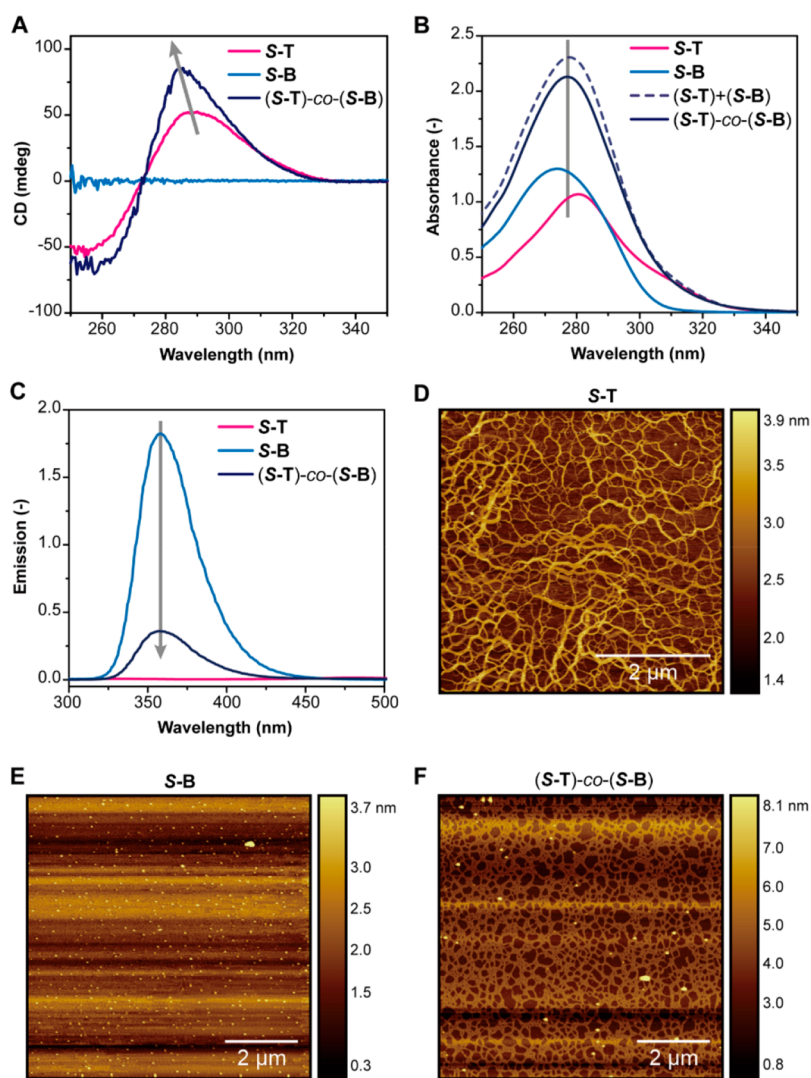 A
S-T
S-B
(S-T)-co-(S-B)
100
50
0
-50
-100
CD (mdeg)
260 280 300 320 340
Wavelength (nm)
B
S-T
S-B
(S-T)+(S-B)
(S-T)-co-(S-B)
2.5
2.0
1.5
1.0
0.5
0.0
Absorbance (-)
260 280 300 320 340
Wavelength (nm)
C
S-T
S-B
(S-T)-co-(S-B)
2.0
1.5
1.0
0.5
0.0
Emission (-)
300 350 400 450 500
Wavelength (nm)
D
S-T
3.9 nm
3.5
3.0
2.5
2.0
1.4
2 µm
E
S-B
3.7 nm
3.0
2.5
2.0
1.5
0.3
2 µm
F
(S-T)-co-(S-B)
8.1 nm
7.0
6.0
5.0
4.0
3.0
0.8
2 µm